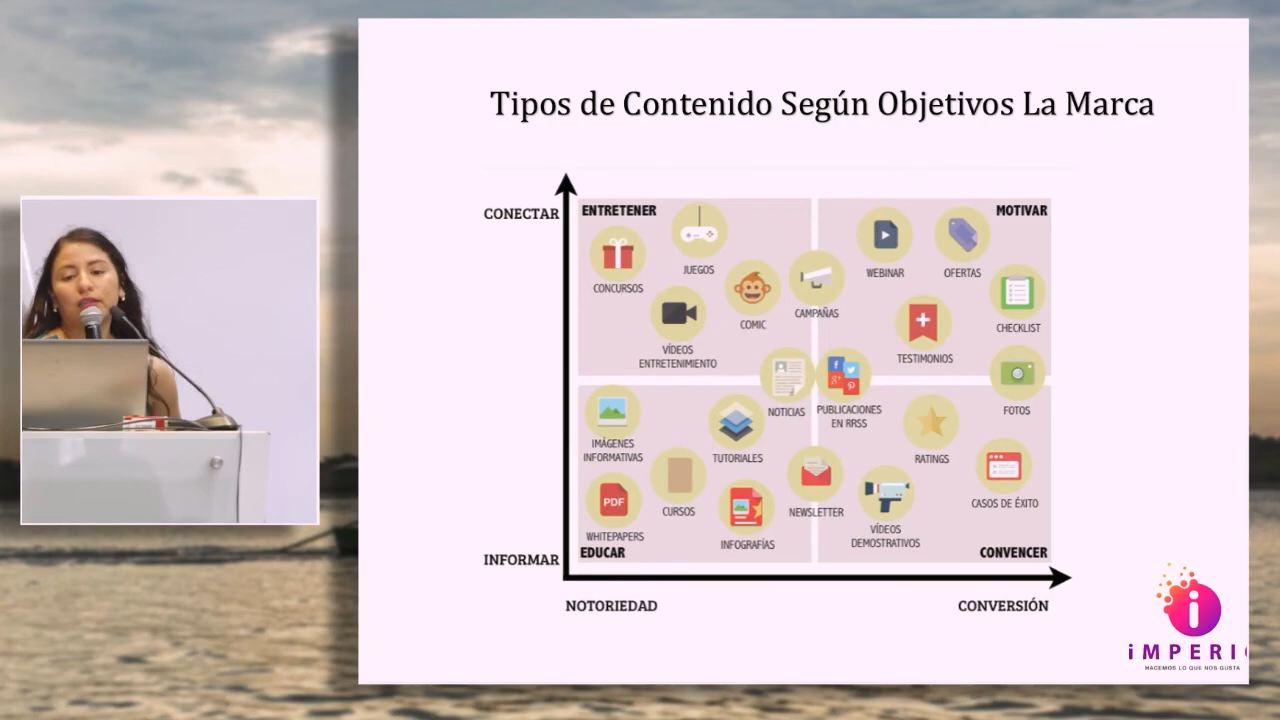 Tipos de Contenido Según Objetivos La Marca
CONECTAR
ENTRETENER
MOTIVAR
JUEGOS
WEBINAR
OFERTAS
CONCURSOS
COMIC
CAMPAÑAS
CHECKLIST
VÍDEOS
ENTRETENIMIENTO
TESTIMONIOS
NOTICIAS
PUBLICACIONES
EN RRSS
FOTOS
IMÁGENES
INFORMATIVAS
TUTORIALES
RATINGS
PDF
CURSOS
NEWSLETTER
CASOS DE ÉXITO
WHITEPAPERS
INFOGRAFÍAS
VÍDEOS
DEMOSTRATIVOS
EDUCAR
CONVENCER
INFORMAR
NOTORIEDAD
CONVERSIÓN
i
iMPERI
HACEMOS LO QUE NOS GUSTA